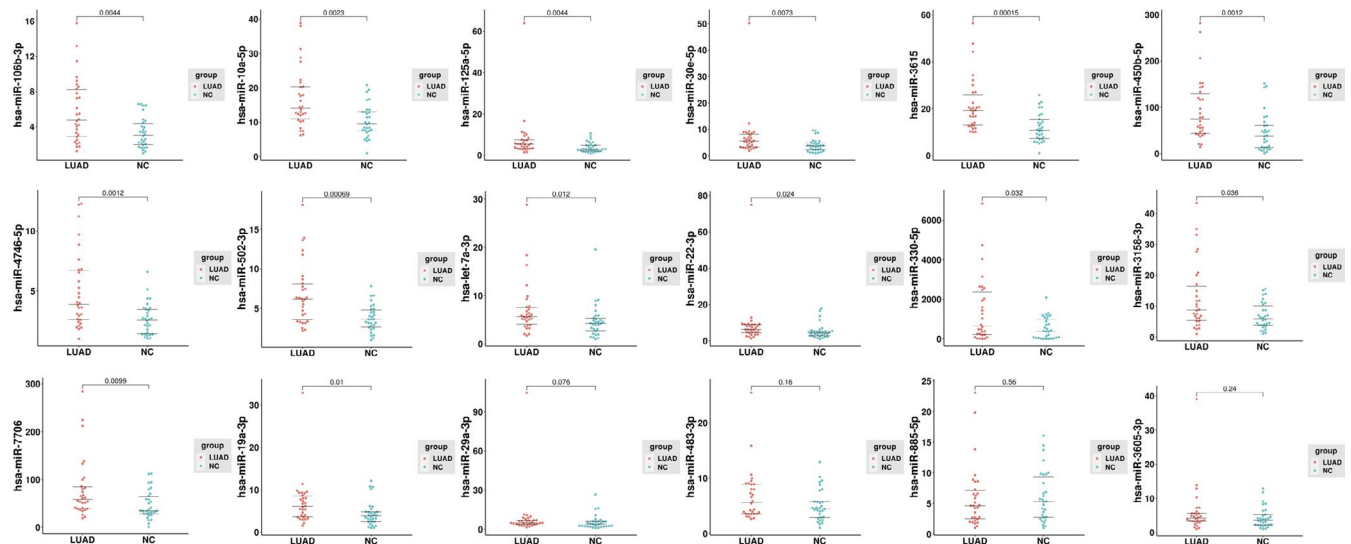 hsa-miR-106b-3p
0.0044
16
12
8
4
LUAD NC
group
LUAD
NC
hsa-miR-10a-5p
0.0023
40
30
20
10
0
LUAD NC
group
LUAD
NC
hsa-miR-125a-5p
0.0044
60
40
20
0
LUAD NC
group
LUAD
NC
hsa-miR-30e-5p
0.0073
50
40
30
20
10
0
LUAD NC
group
LUAD
NC
hsa-miR-3615
0.00015
60
40
20
0
LUAD NC
group
LUAD
NC
hsa-miR-450b-5p
0.0012
300
200
100
0
LUAD NC
group
LUAD
NC
hsa-miR-4746-5p
0.0012
10
5
LUAD NC
group
LUAD
NC
hsa-miR-502-3p
0.00069
15
10
5
LUAD NC
group
LUAD
NC
hsa-let-7a-3p
0.012
30
20
10
0
LUAD NC
group
LUAD
NC
hsa-miR-22-3p
0.024
80
60
40
20
0
LUAD NC
group
LUAD
NC
hsa-miR-330-5p
0.032
6000
4000
2000
0
LUAD NC
group
LUAD
NC
hsa-miR-3158-3p
0.036
40
30
20
10
0
LUAD NC
group
LUAD
NC
hsa-miR-7706
0.0099
300
200
100
0
LUAD NC
group
LUAD
NC
hsa-miR-19a-3p
0.01
30
20
10
0
LUAD NC
group
LUAD
NC
hsa-miR-29a-3p
0.076
90
60
30
0
LUAD NC
group
LUAD
NC
hsa-miR-483-3p
0.16
20
10
0
LUAD NC
group
LUAD
NC
hsa-miR-885-5p
0.56
25
20
15
10
5
0
LUAD NC
group
LUAD
NC
hsa-miR-3605-3p
0.24
40
30
20
10
0
LUAD NC
group
LUAD
NC